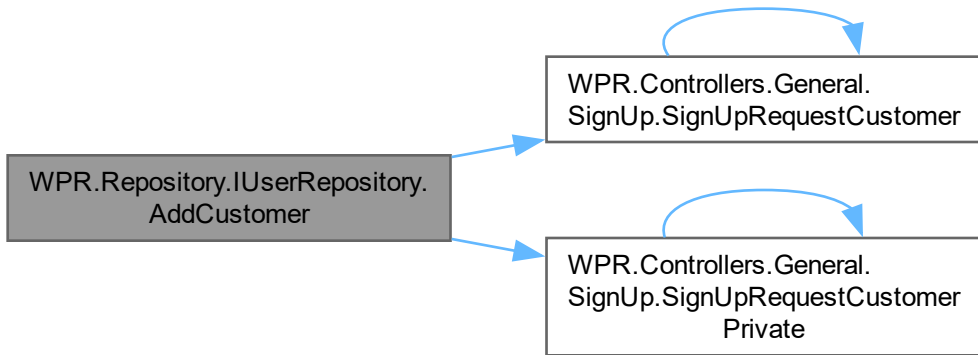 WPR.Controllers.General.
SignUp.SignUpRequestCustomer
WPR.Repository.IUserRepository.
AddCustomer
WPR.Controllers.General.
SignUp.SignUpRequestCustomer
Private